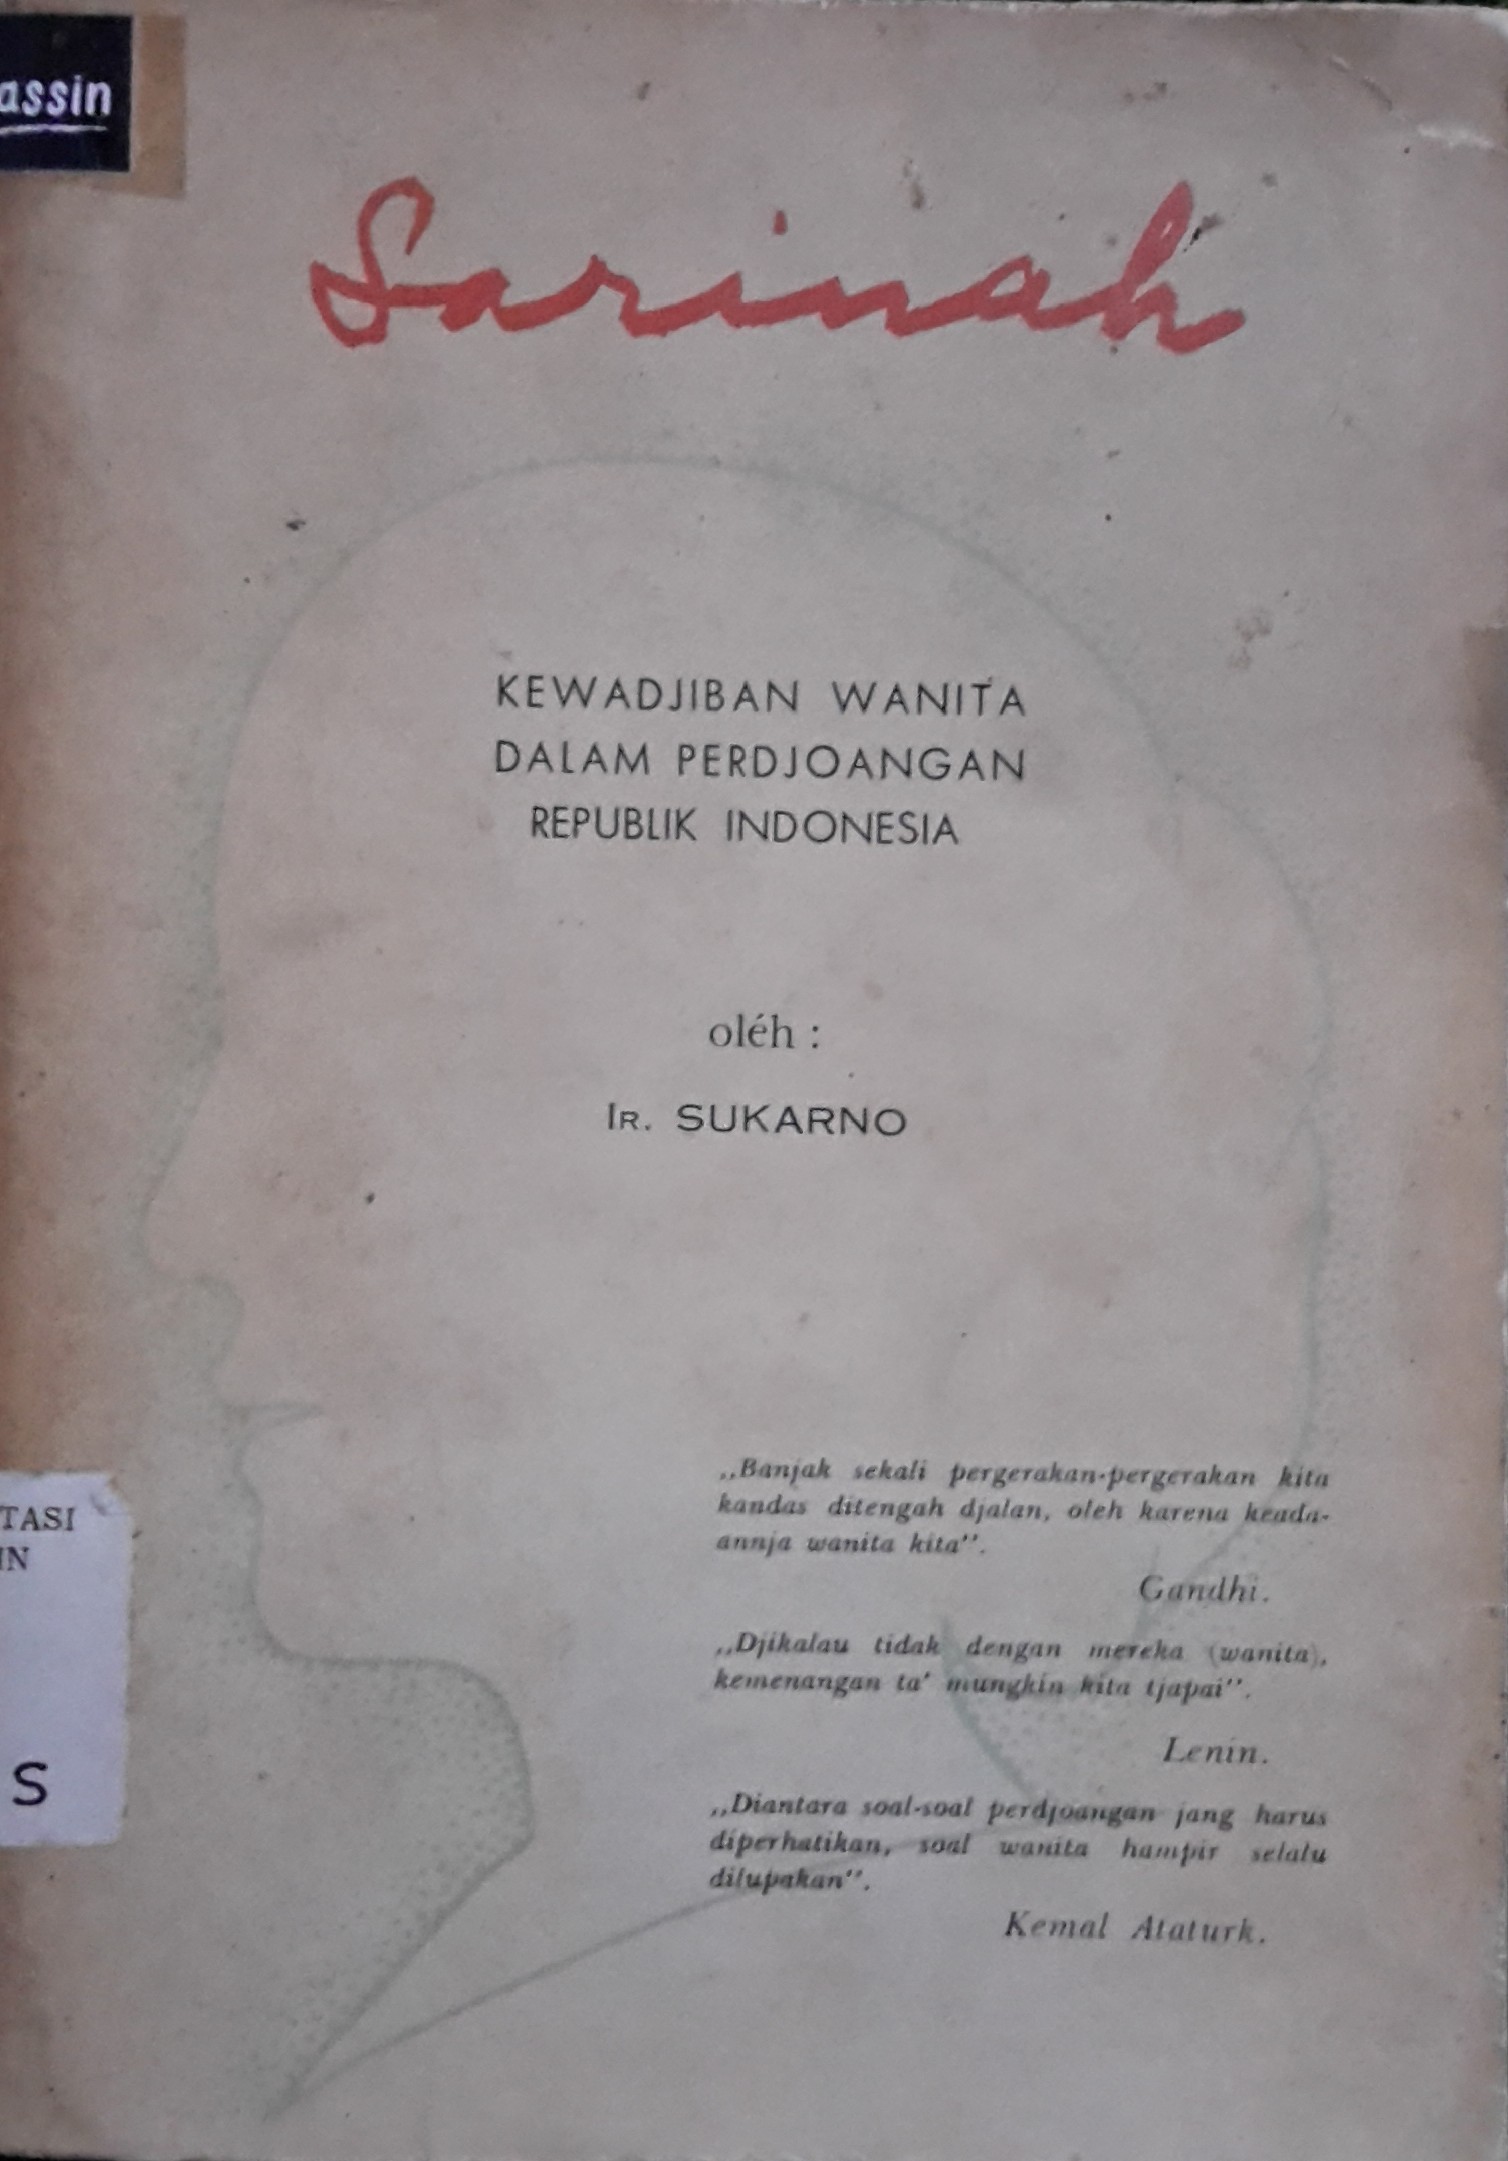 assin
Sarinah
KEWADJIBAN WANITA
DALAM PERDJOANGAN
REPUBLIK INDONESIA
oléh :
Ir. SUKARNO
„Banjak sekali pergerakan-pergerakan kita
kandas ditengah djalan, oleh karena keada-
annja wanita kita”.
Gandhi.
„Djikalau tidak dengan mereka (wanita),
kemenangan ta’ mungkin kita tjapai”.
Lenin.
„Diantara soal-soal perdjoangan jang harus
diperhatikan, soal wanita hampir selalu
dilupakan”.
Kemal Ataturk.
TASI
IN
S